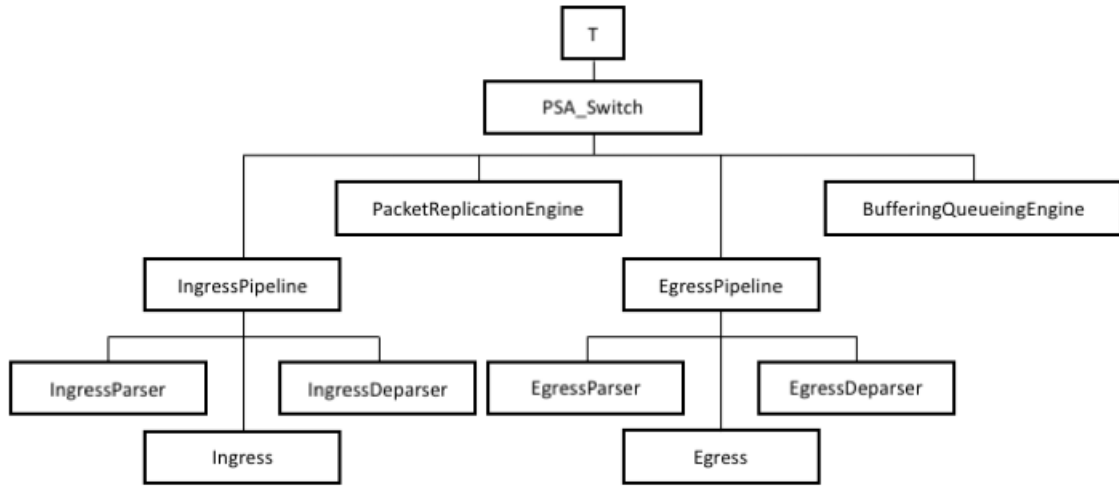 T
PSA_Switch
PacketReplicationEngine
BufferingQueueingEngine
IngressPipeline
EgressPipeline
IngressParser
IngressDeparser
EgressParser
EgressDeparser
Ingress
Egress